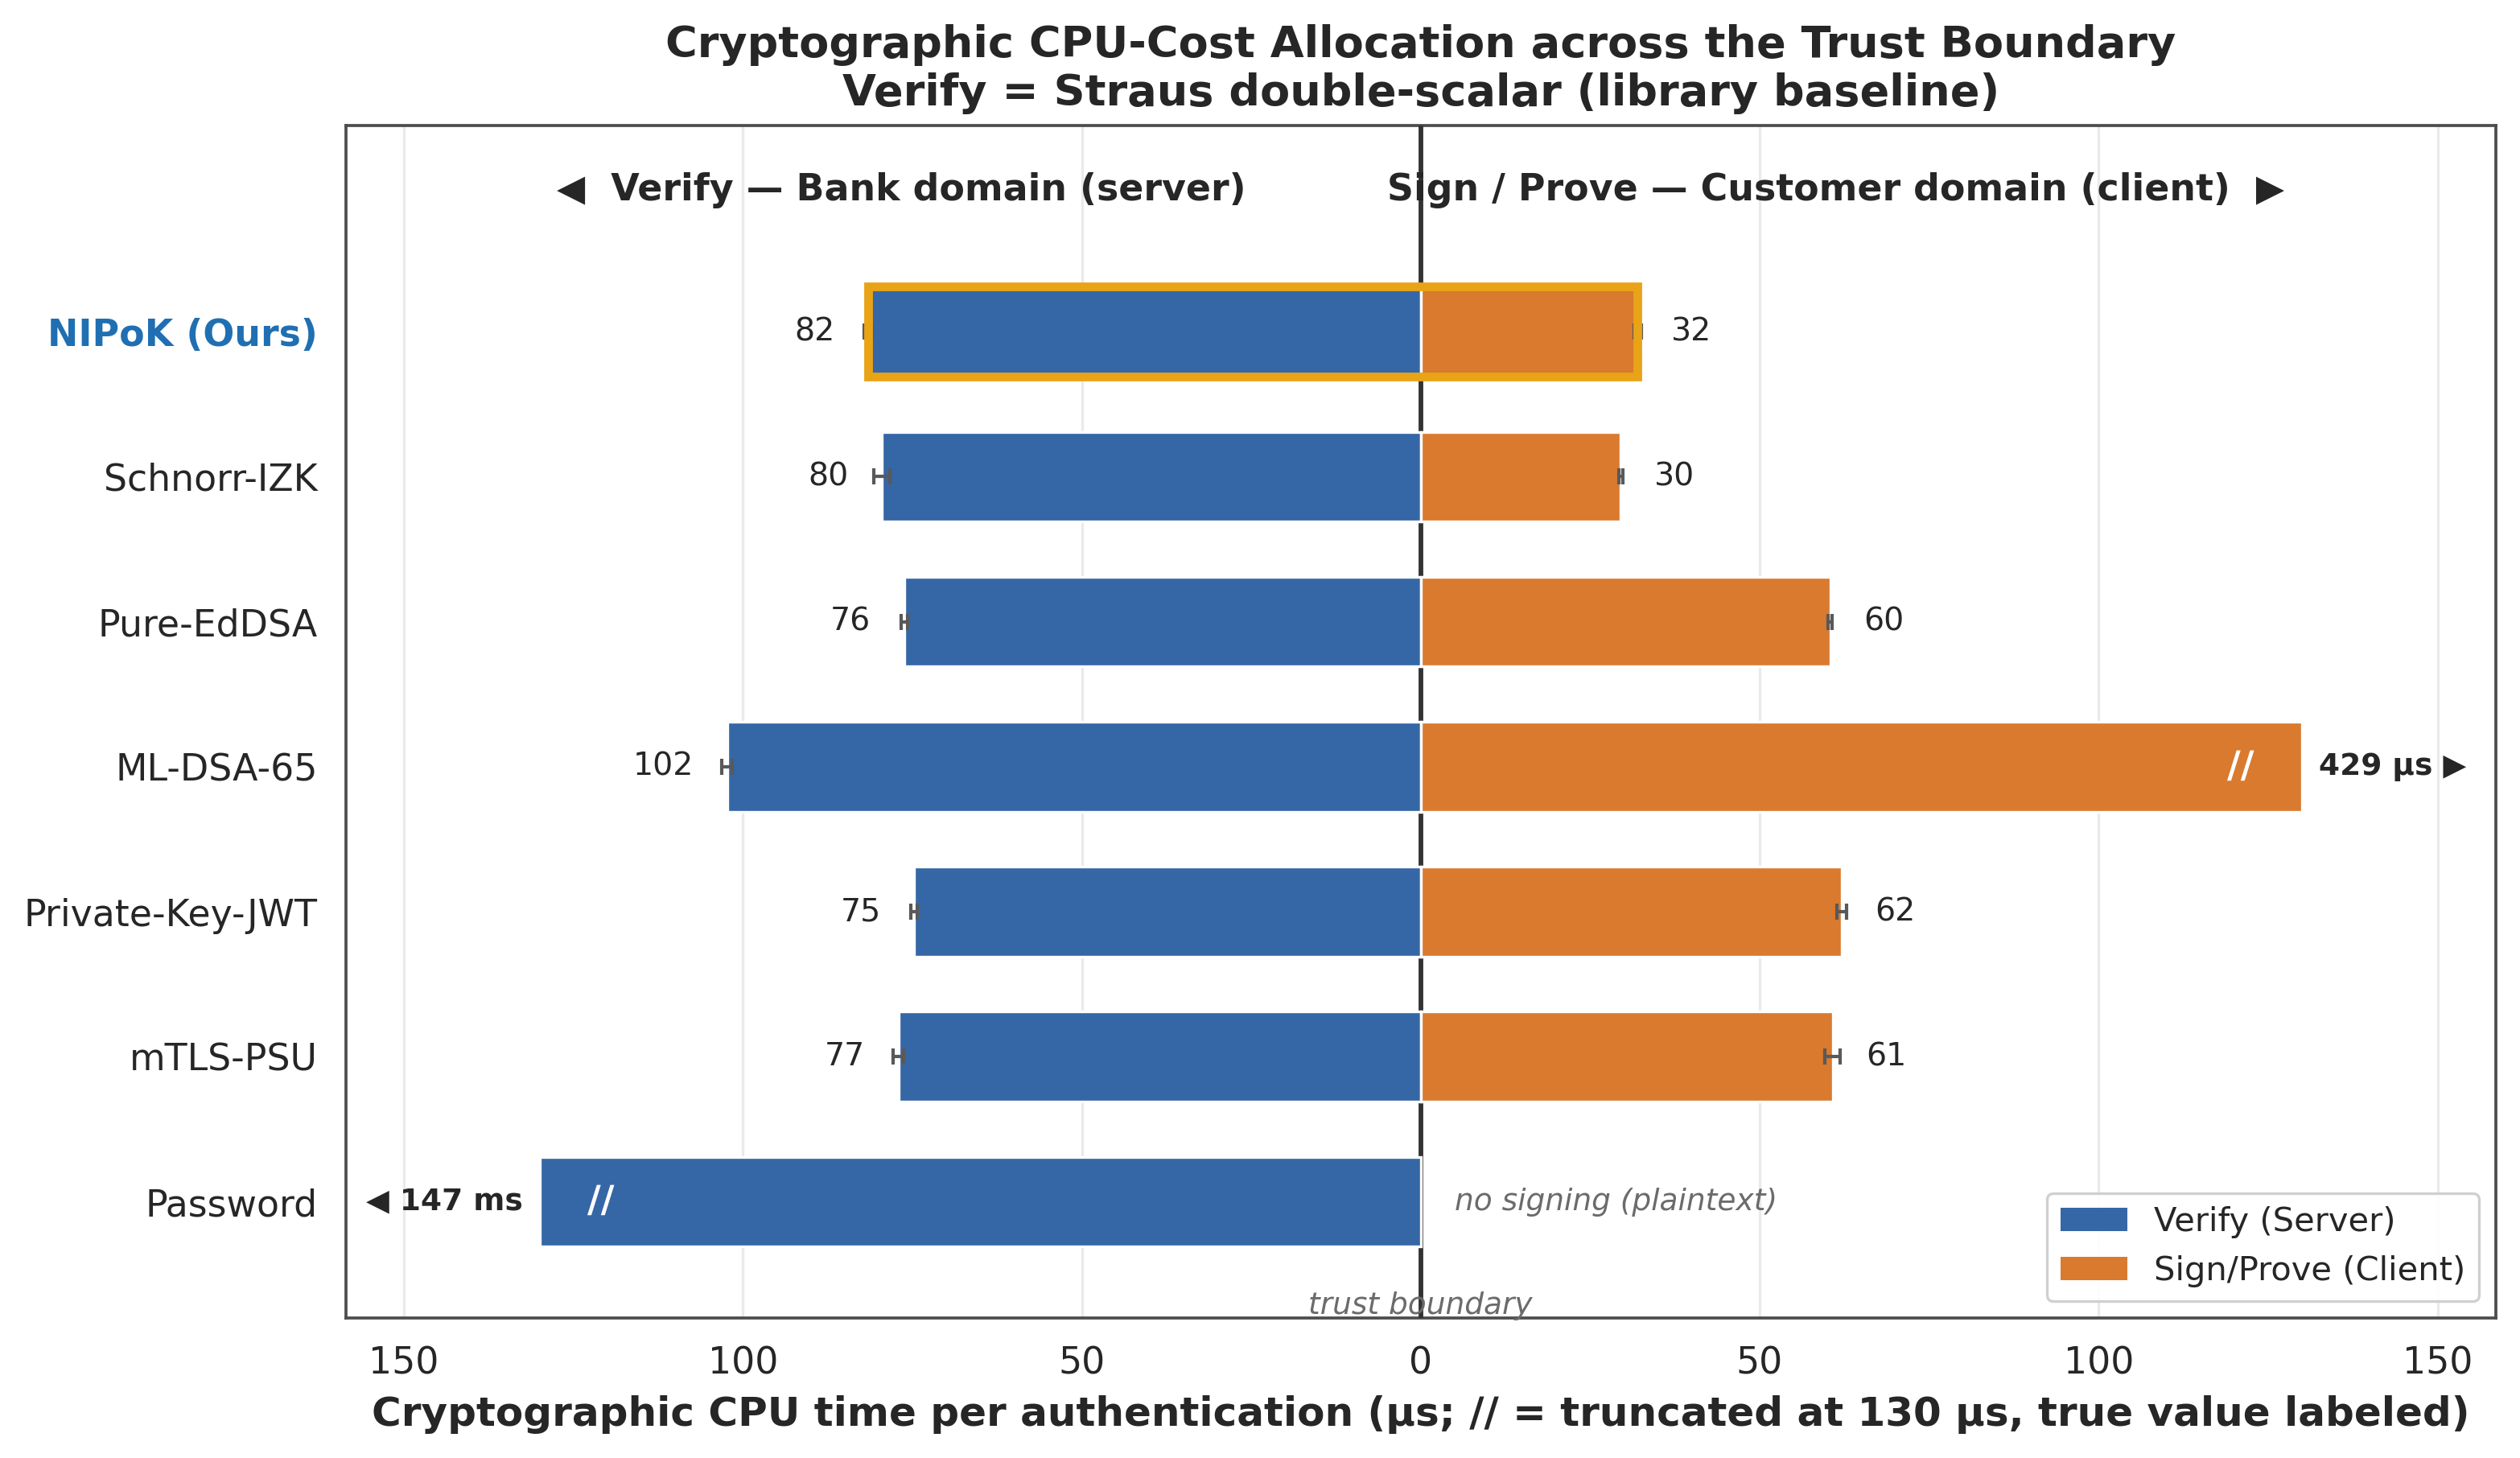 Cryptographic CPU-Cost Allocation across the Trust Boundary
Verify = Straus double-scalar (library baseline)
◀ Verify — Bank domain (server)
Sign / Prove — Customer domain (client) ▶
NIPoK (Ours)
82
32
Schnorr-IZK
80
30
Pure-EdDSA
76
60
ML-DSA-65
102
//
429 µs ▶
Private-Key-JWT
75
62
mTLS-PSU
77
61
Password
◀ 147 ms
//
no signing (plaintext)
Verify (Server)
Sign/Prove (Client)
trust boundary
150 100 50 0 50 100 150
Cryptographic CPU time per authentication (µs; // = truncated at 130 µs, true value labeled)